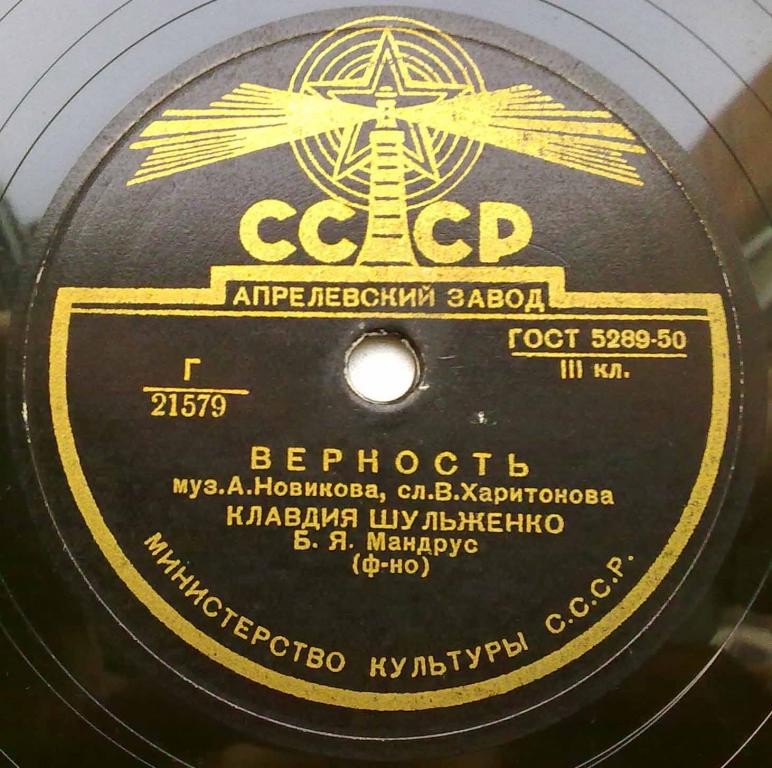 СССР
АПРЕЛЕВСКИЙ ЗАВОД
ГОСТ 5289-50
III кл.
Г
21579
ВЕРНОСТЬ
муз.А.Новикова, сл.В.Харитонова
КЛАВДИЯ ШУЛЬЖЕНКО
Б. Я. Мандрус
(ф-но)
МИНИСТЕРСТВО КУЛЬТУРЫ С.С.С.Р.